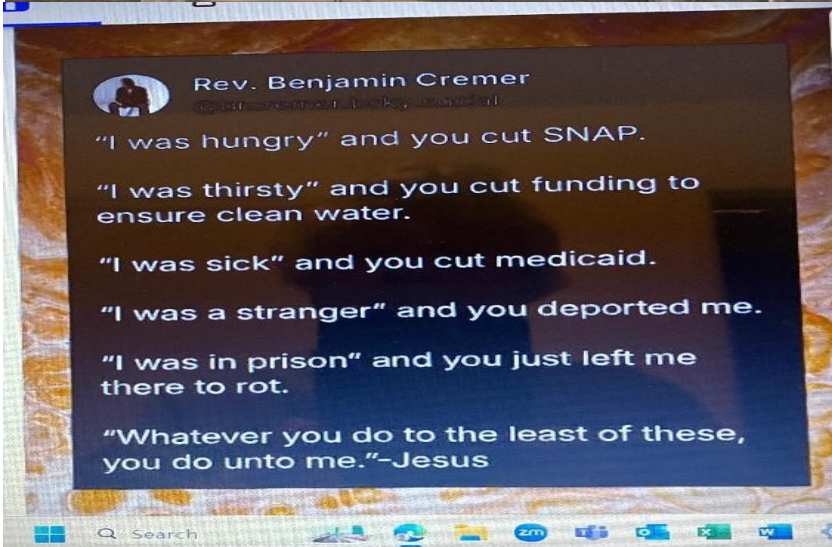 Rev. Benjamin Cremer
"I was hungry" and you cut SNAP.
"I was thirsty" and you cut funding to
ensure clean water.
"I was sick" and you cut medicaid.
"I was a stranger" and you deported me.
"I was in prison" and you just left me
there to rot.
"Whatever you do to the least of these,
you do unto me."-Jesus
Search
zm